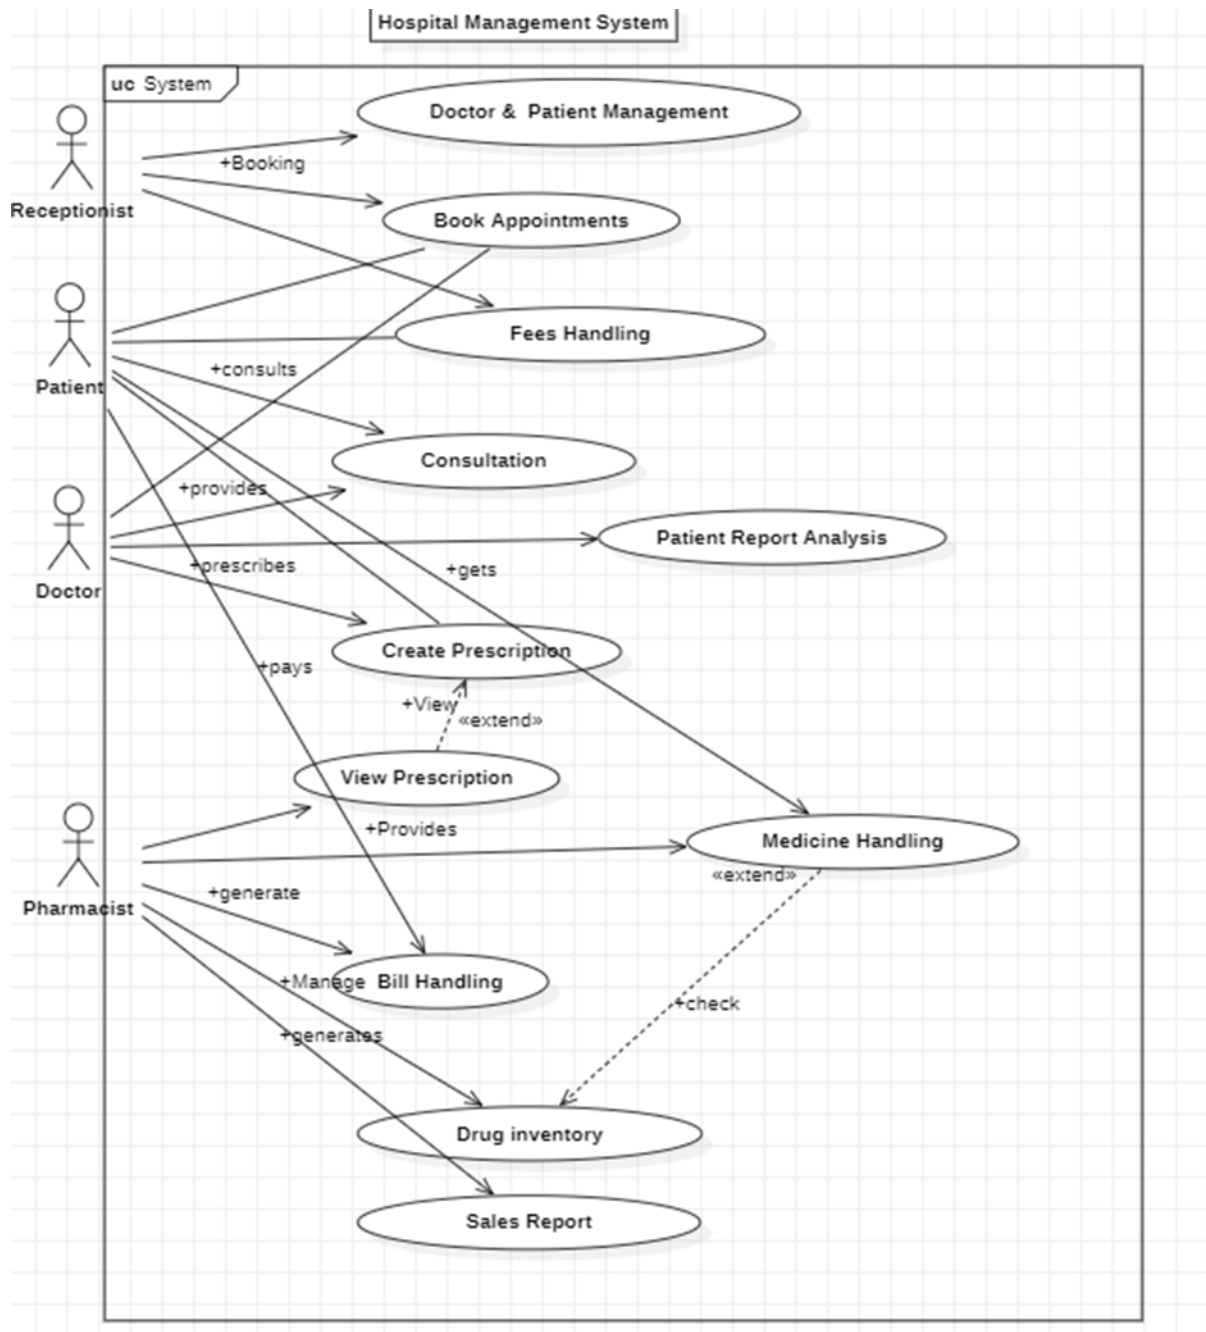 Hospital Management System
uc System
Doctor & Patient Management
+Booking
Receptionist
Book Appointments
Fees Handling
+consults
Patient
Consultation
+provides
Patient Report Analysis
+prescribes
+gets
Doctor
Create Prescription
+pays
+View
«extend»
View Prescription
+Provides
Medicine Handling
«extend»
+generate
Pharmacist
+Manage
Bill Handling
+check
+generates
Drug inventory
Sales Report